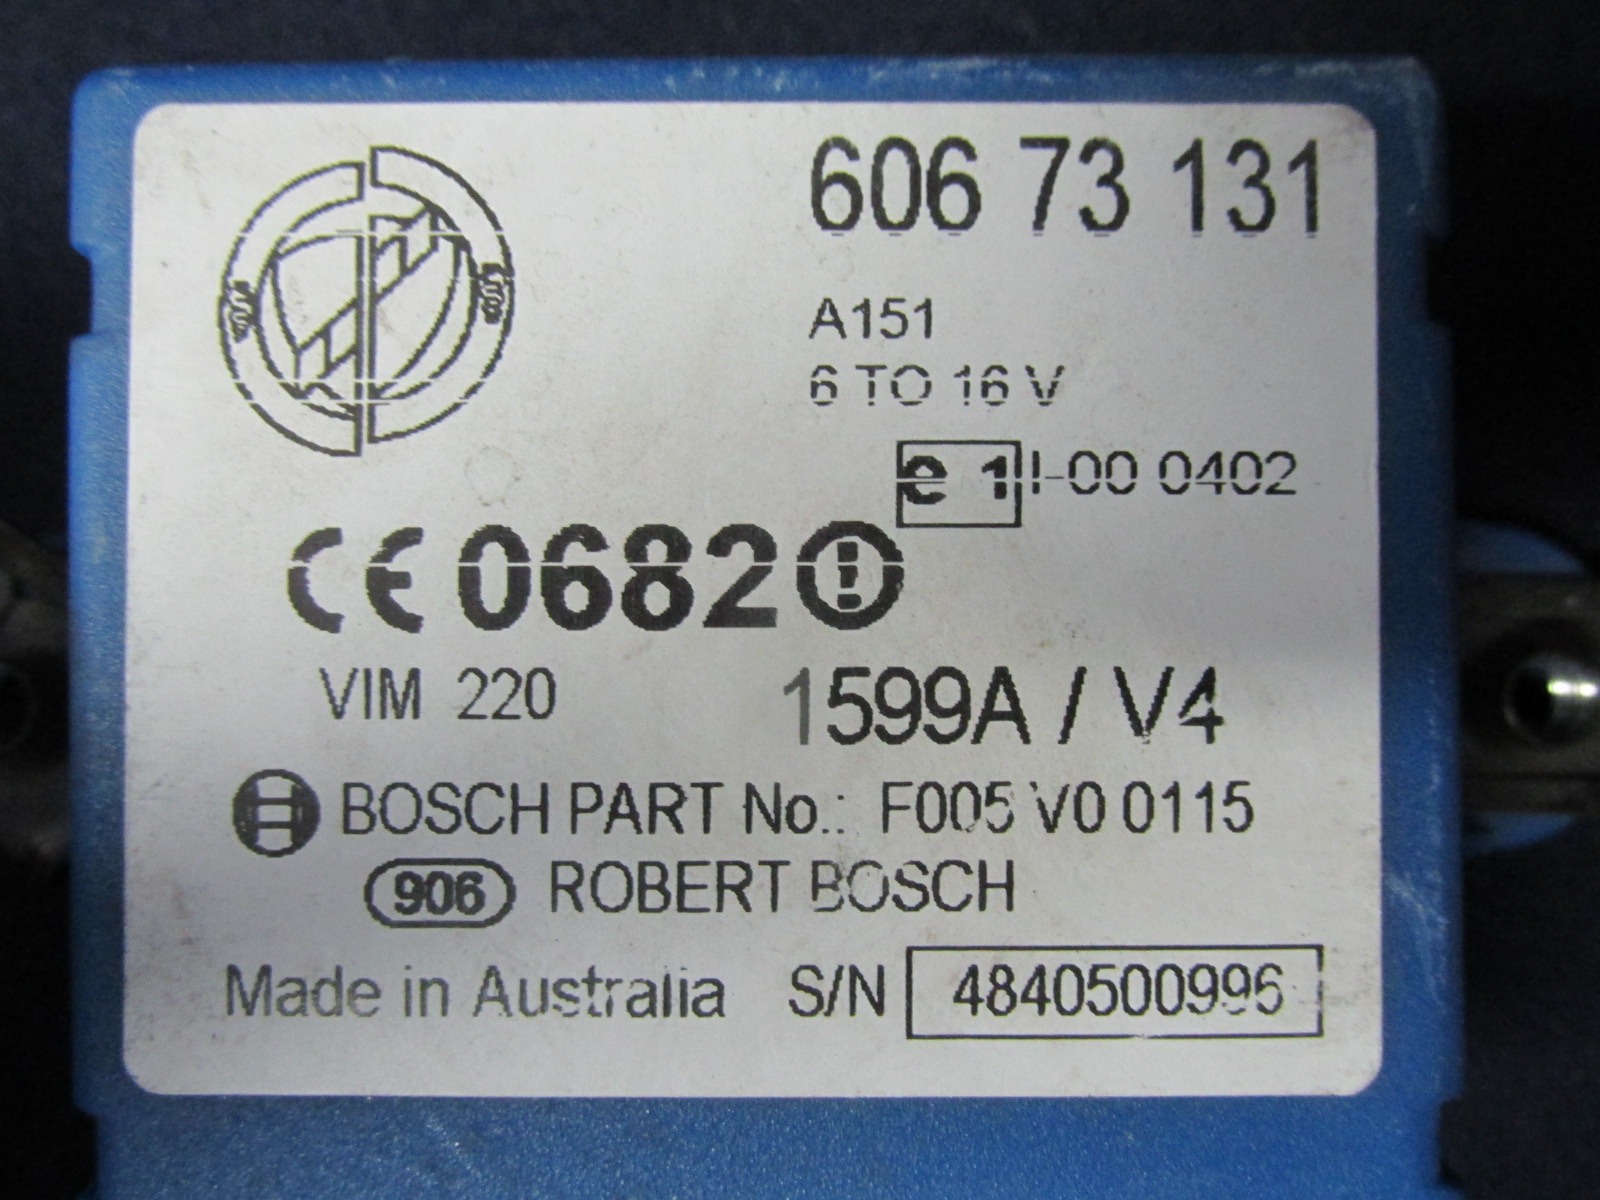 606 73 131
A151
6 TO 16 V
e 1 I-00 0402
CE 0682 !
VIM 220 1599A / V4
BOSCH PART No.: F005 V0 0115
906 ROBERT BOSCH
Made in Australia S/N 4840500996